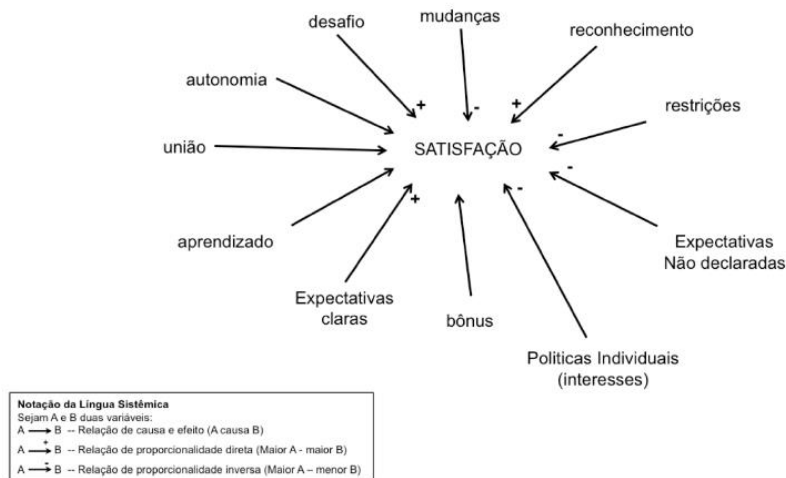 desafio
mudanças
reconhecimento
autonomia
restrições
+
-
+
união
SATISFAÇÃO
-
-
+
-
aprendizado
Expectativas
Não declaradas
Expectativas
claras
bônus
Politicas Individuais
(interesses)
Notação da Língua Sistêmica
Sejam A e B duas variáveis:
A B -- Relação de causa e efeito (A causa B)
+
A B -- Relação de proporcionalidade direta (Maior A - maior B)
-
A B -- Relação de proporcionalidade inversa (Maior A – menor B)